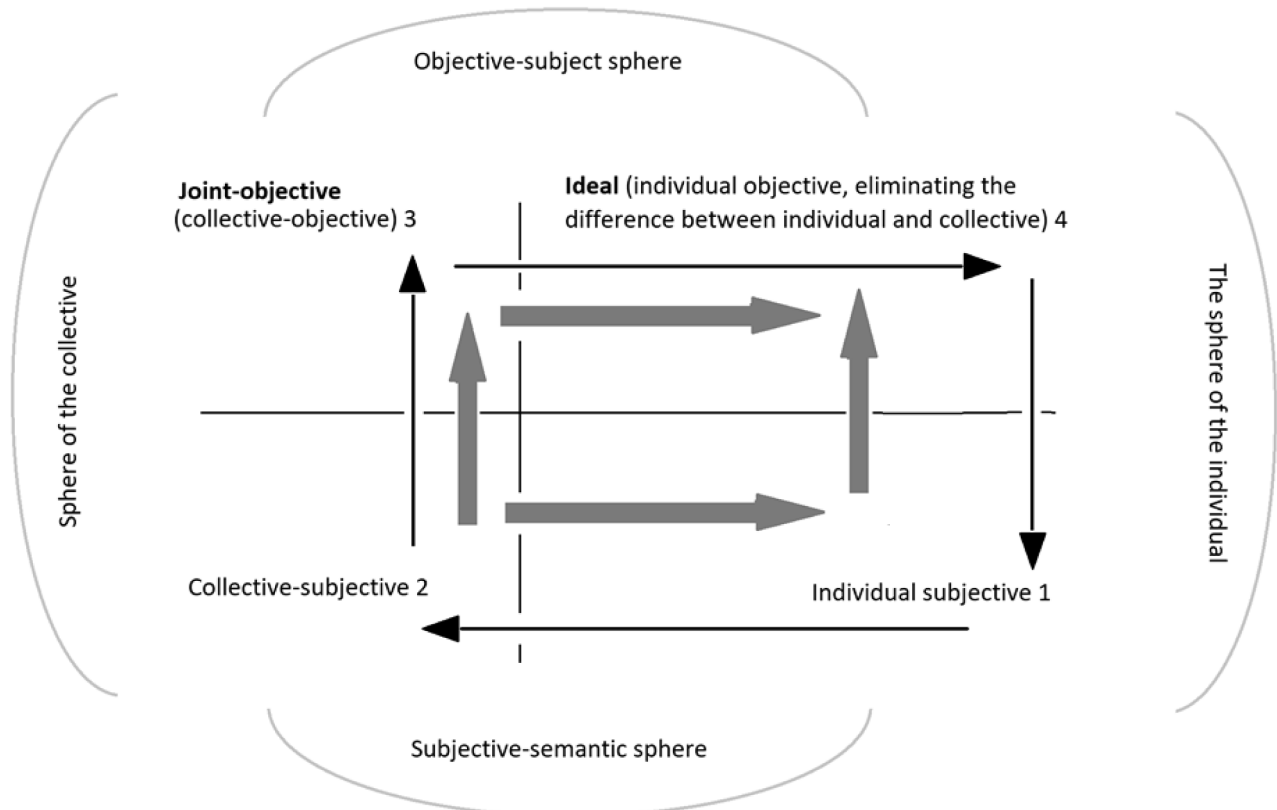 Objective-subject sphere
Joint-objective
(collective-objective) 3
Ideal (individual objective, eliminating the
difference between individual and collective) 4
Sphere of the collective
The sphere of the individual
Collective-subjective 2
Individual subjective 1
Subjective-semantic sphere